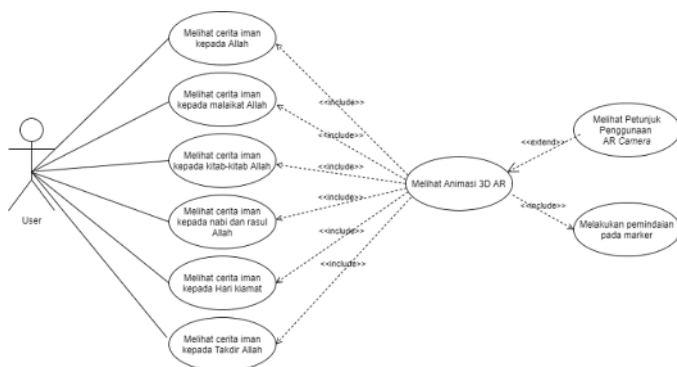 Melihat cerita iman
kepada Allah
Melihat cerita iman
kepada malaikat Allah
Melihat cerita iman
kepada kitab-kitab Allah
Melihat cerita iman
kepada nabi dan rasul
Allah
Melihat cerita iman
kepada Hari kiamat
Melihat cerita iman
kepada Takdir Allah
User
<<include>>
<<include>>
<<include>>
<<include>>
<<include>>
<<include>>
Melihat Animasi 3D AR
<<extend>>
<<include>>
Melihat Petunjuk
Penggunaan
AR Camera
Melakukan pemindaian
pada marker